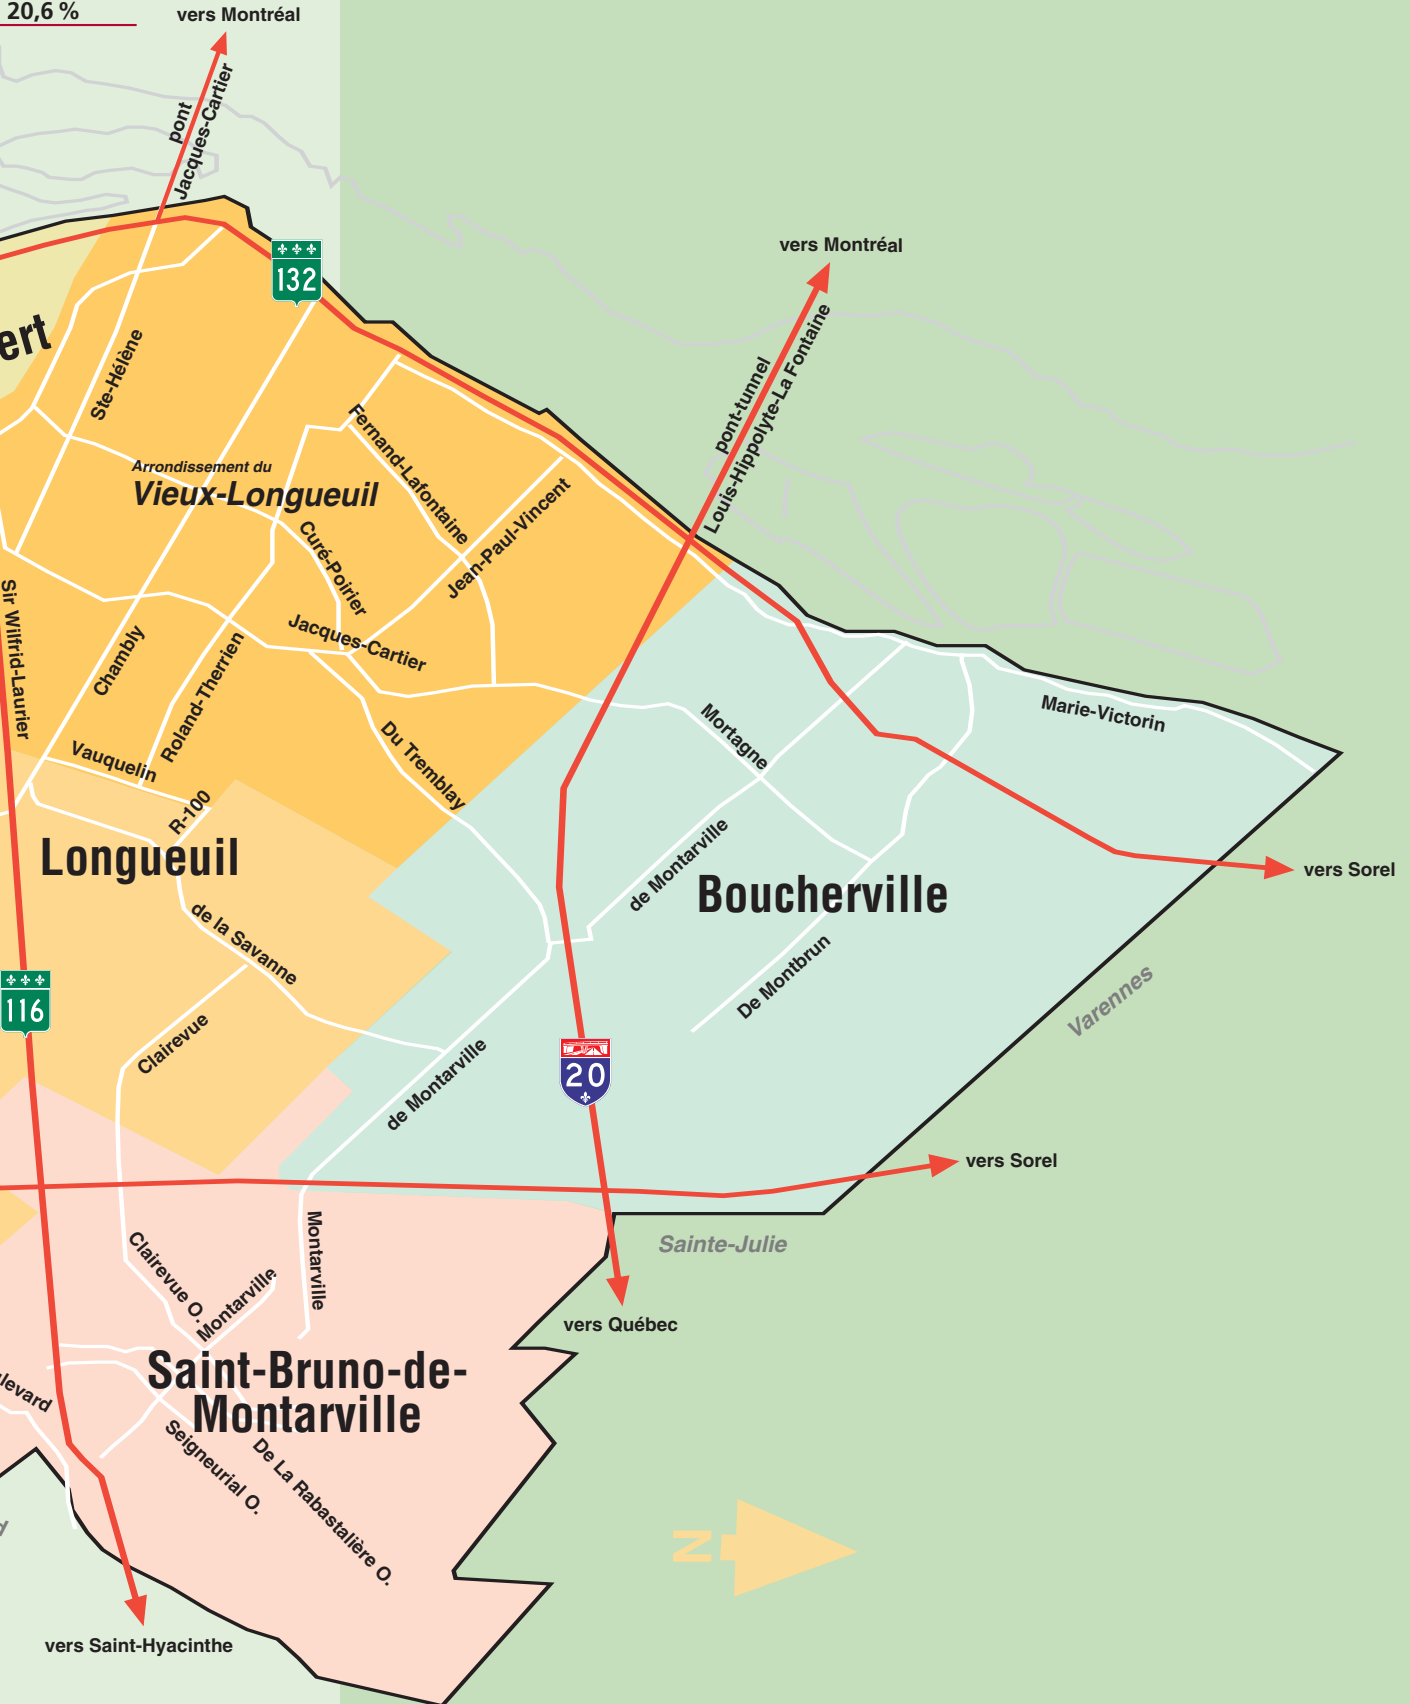 20,6 %
vers Montréal
pont
Jacques-Cartier
132
vers Montréal
pont-tunnel
Louis-Hippolyte-La Fontaine
ert
Ste-Hélène
Fernand-Lafontaine
Arrondissement du
Vieux-Longueuil
Curé-Poirier
Jean-Paul-Vincent
Jacques-Cartier
Sir Wilfrid-Laurier
Chambly
Roland-Therrien
Vauquelin
R-100
Du Tremblay
Mortagne
Marie-Victorin
Longueuil
de Montarville
Boucherville
vers Sorel
de la Savanne
De Montbrun
Varennes
116
Clairevue
de Montarville
20
vers Sorel
Montarville
Sainte-Julie
Clairevue O.
Montarville
vers Québec
Saint-Bruno-de-
Montarville
levard
Seigneurial O.
De La Rabastalière O.
N
vers Saint-Hyacinthe